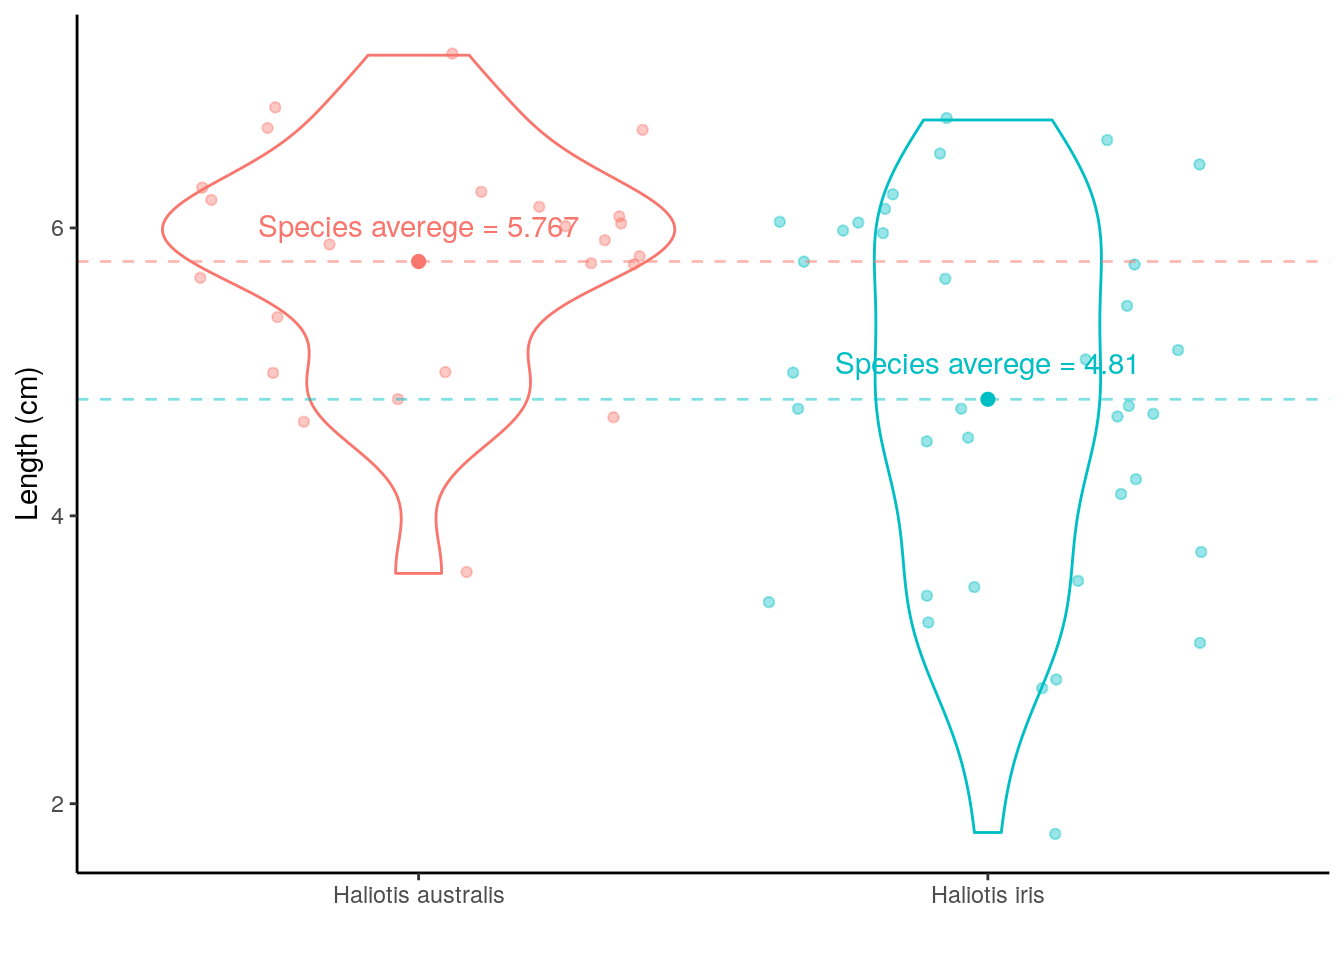 Species averege = 5.767
Species averege = 4.81
Length (cm)
6
4
2
Haliotis australis
Haliotis iris